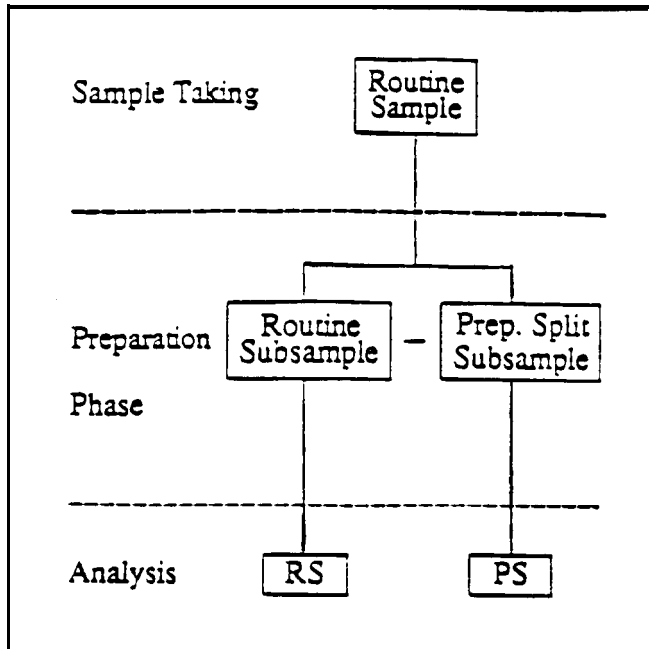 Sample Taking
Routine
Sample
Preparation
Phase
Routine
Subsample
Prep. Split
Subsample
Analysis
RS
PS